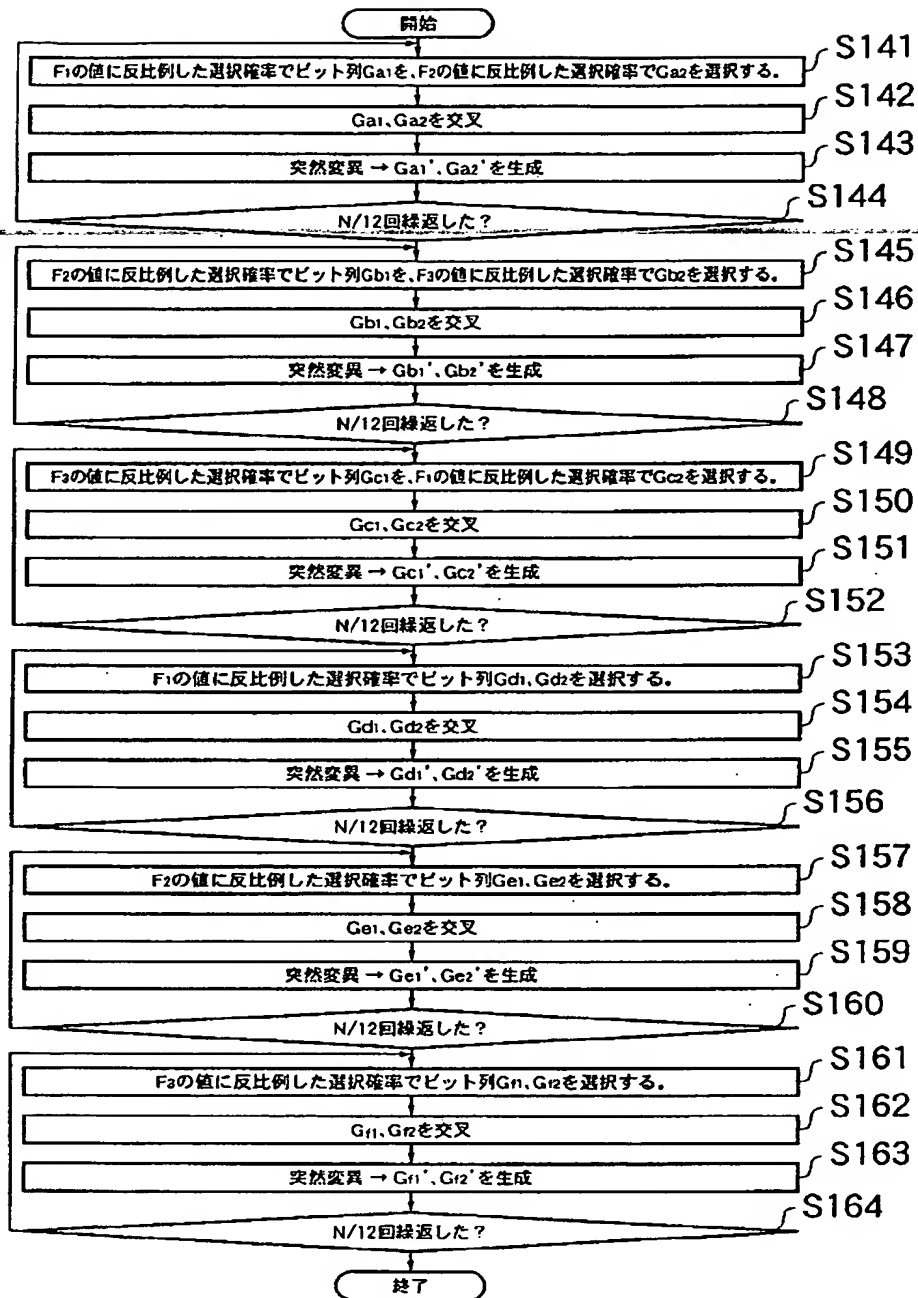 開始
S141
F1の値に反比例した選択確率でビット列Ga1を、F2の値に反比例した選択確率でGa2を選択する。
S142
Ga1、Ga2を交叉
S143
突然変異 → Ga1'、Ga2'を生成
S144
N/12回繰返した?
S145
F2の値に反比例した選択確率でビット列Gb1を、F3の値に反比例した選択確率でGb2を選択する。
S146
Gb1、Gb2を交叉
S147
突然変異 → Gb1'、Gb2'を生成
S148
N/12回繰返した?
S149
F3の値に反比例した選択確率でビット列Gc1を、F1の値に反比例した選択確率でGc2を選択する。
S150
Gc1、Gc2を交叉
S151
突然変異 → Gc1'、Gc2'を生成
S152
N/12回繰返した?
S153
F1の値に反比例した選択確率でビット列Gd1、Gd2を選択する。
S154
Gd1、Gd2を交叉
S155
突然変異 → Gd1'、Gd2'を生成
S156
N/12回繰返した?
S157
F2の値に反比例した選択確率でビット列Ge1、Ge2を選択する。
S158
Ge1、Ge2を交叉
S159
突然変異 → Ge1'、Ge2'を生成
S160
N/12回繰返した?
S161
F3の値に反比例した選択確率でビット列Gf1、Gf2を選択する。
S162
Gf1、Gf2を交叉
S163
突然変異 → Gf1'、Gf2'を生成
S164
N/12回繰返した?
終了